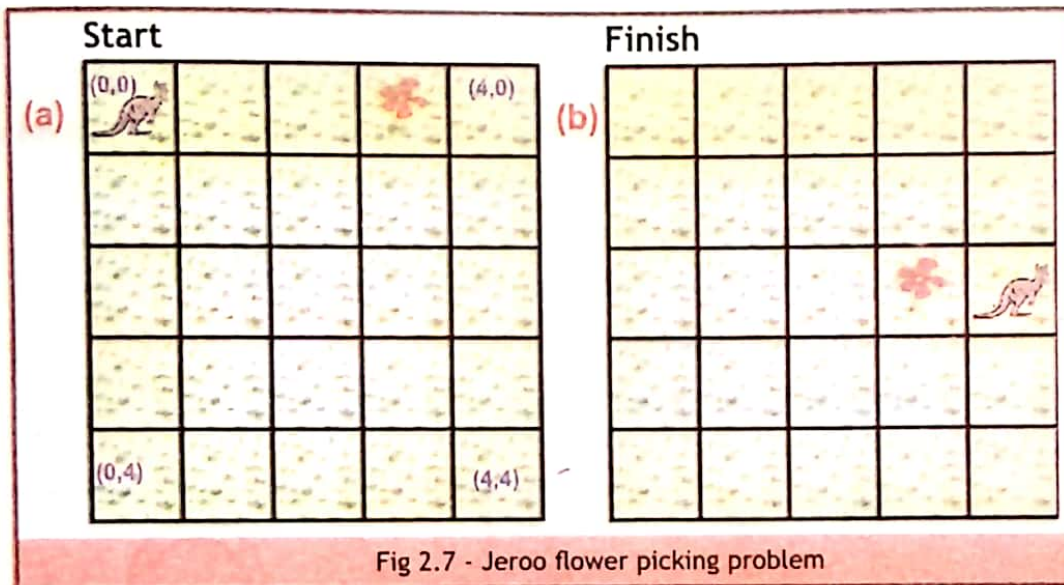 Start
Finish
(a)
(0,0)
(4,0)
(b)
(0,4)
(4,4)
Fig 2.7 - Jeroo flower picking problem